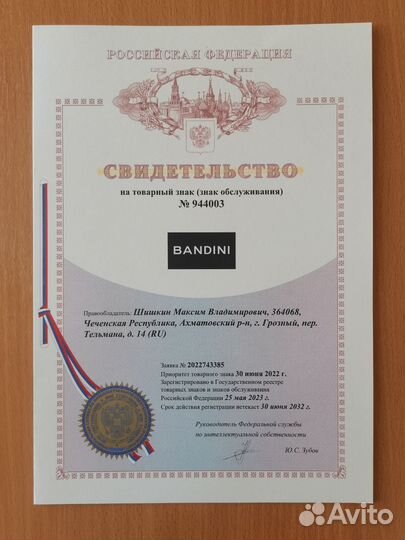 РОССИЙСКАЯ ФЕДЕРАЦИЯ
СВИДЕТЕЛЬСТВО
на товарный знак (знак обслуживания)
№ 944003
BANDINI
Правообладатель: Шишкин Максим Владимирович, 364068,
Чеченская Республика, Ахматовский р-н, г. Грозный, пер.
Тельмана, д. 14 (RU)
Заявка № 2022743385
Приоритет товарного знака 30 июня 2022 г.
Зарегистрировано в Государственном реестре
товарных знаков и знаков обслуживания
Российской Федерации 25 мая 2023 г.
Срок действия регистрации истекает 30 июня 2032 г.
Руководитель Федеральной службы
по интеллектуальной собственности
Ю.С. Зубов
Avito